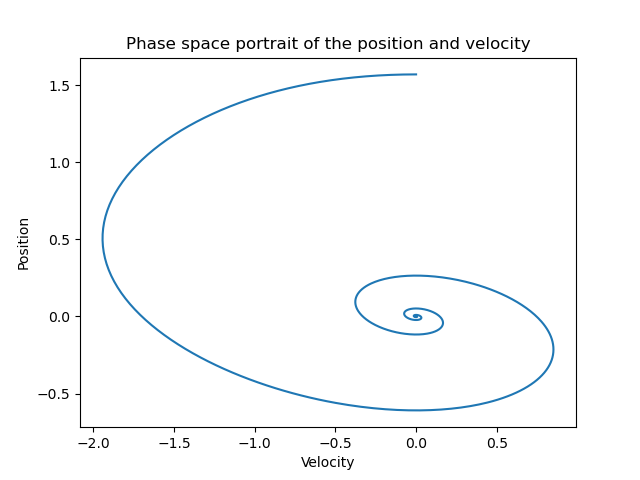 Phase space portrait of the position and velocity
1.5
1.0
0.5
0.0
−0.5
Position
−2.0 −1.5 −1.0 −0.5 0.0 0.5
Velocity